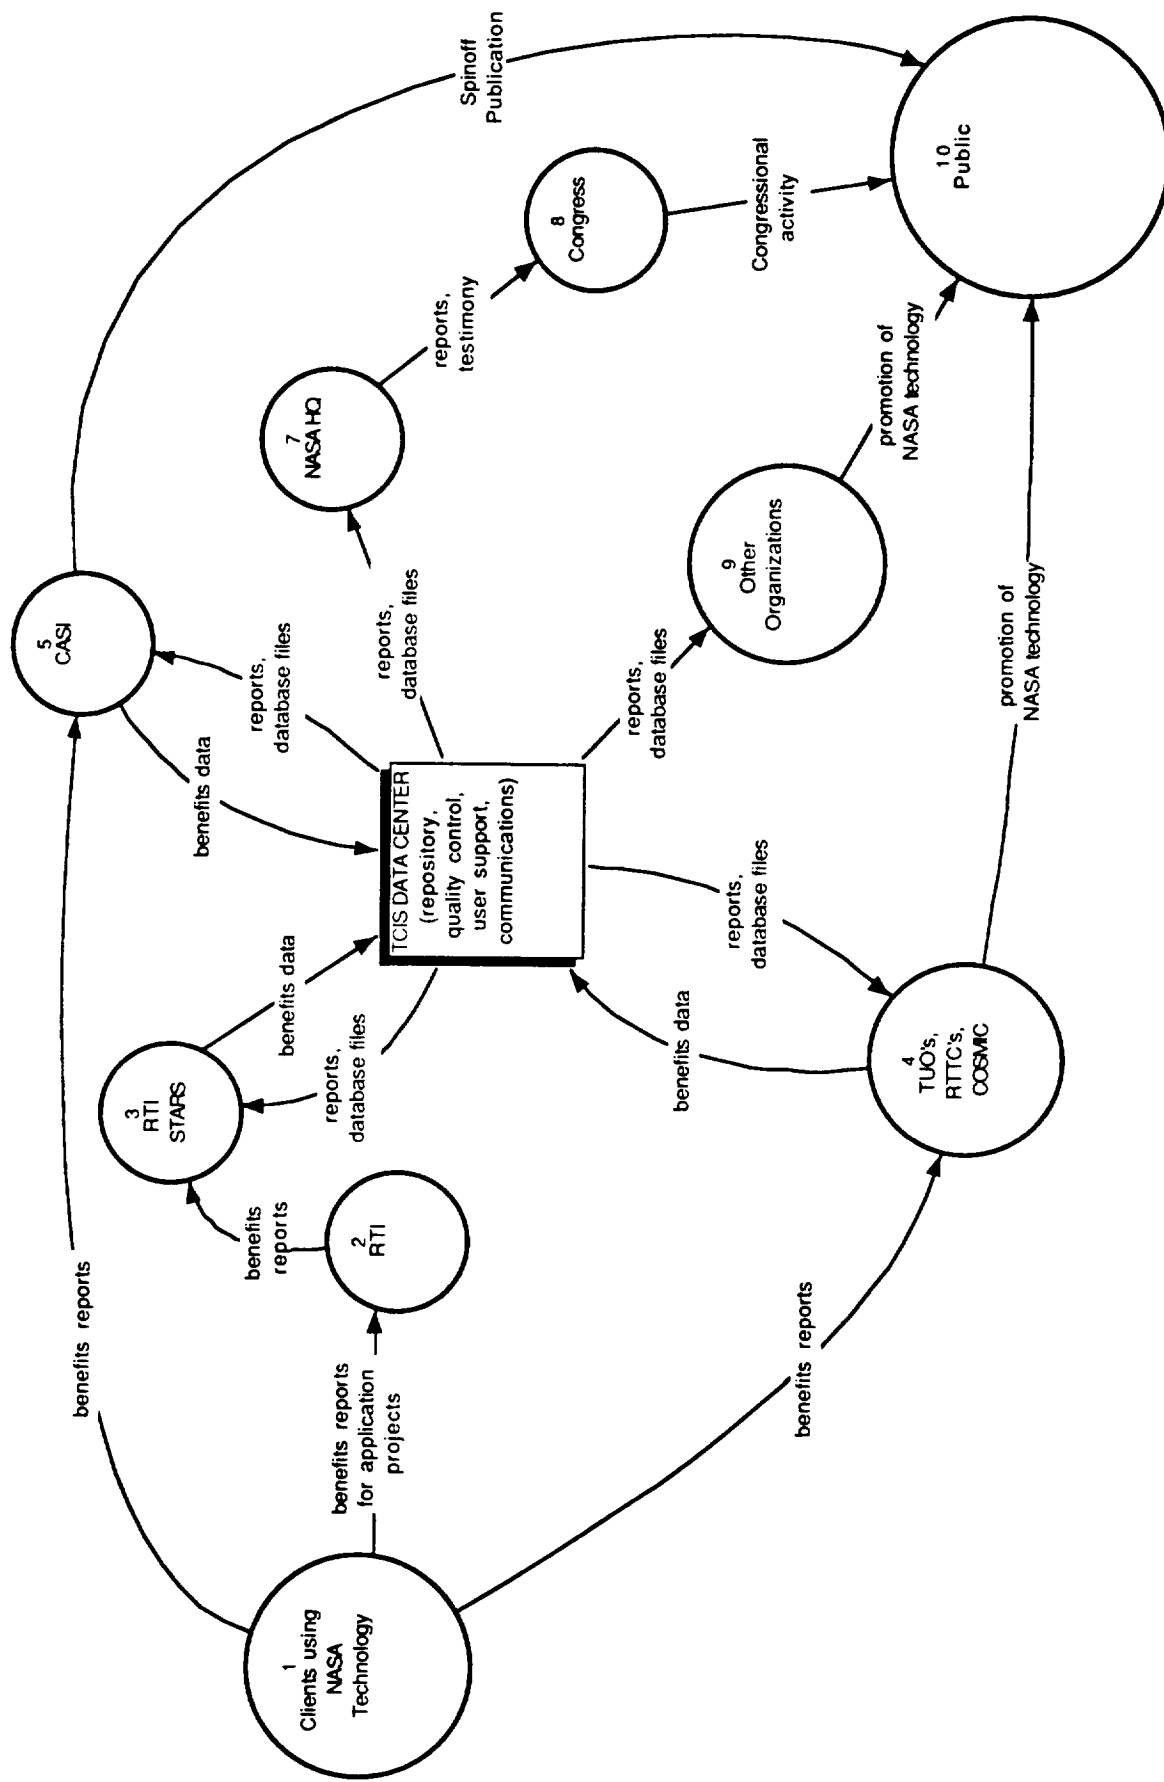 1
Clients using
NASA
Technology
benefits reports
benefits reports
for application
projects
benefits reports
2
RTI
benefits
reports
3
RTI
STARS
benefits data
reports,
database files
4
TUO's,
RTTC's,
COSMIC
benefits data
reports,
database files
TCIS DATA CENTER
(repository,
quality control,
user support,
communications)
5
CASI
benefits data
reports,
database files
reports,
database files
reports,
database files
7
NASA HQ
reports,
testimony
8
Congress
Congressional
activity
9
Other
Organizations
promotion of
NASA technology
promotion of
NASA technology
Spinoff
Publication
10
Public